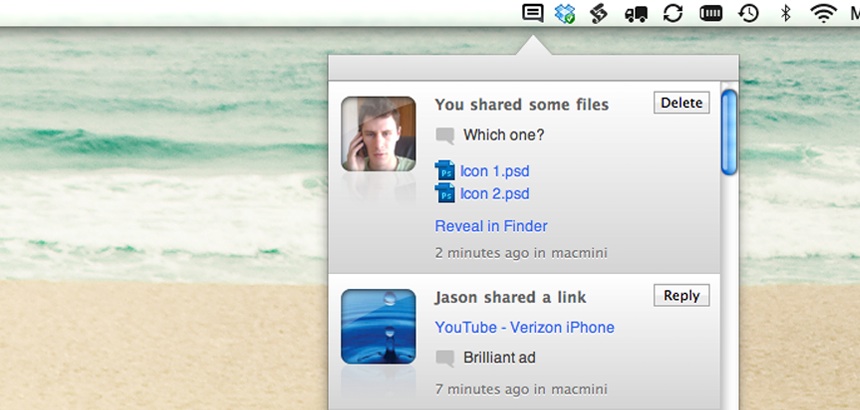 M
You shared some files
Delete
Which one?
Icon 1.psd
Icon 2.psd
Reveal in Finder
2 minutes ago in macmini
Jason shared a link
Reply
YouTube - Verizon iPhone
Brilliant ad
7 minutes ago in macmini